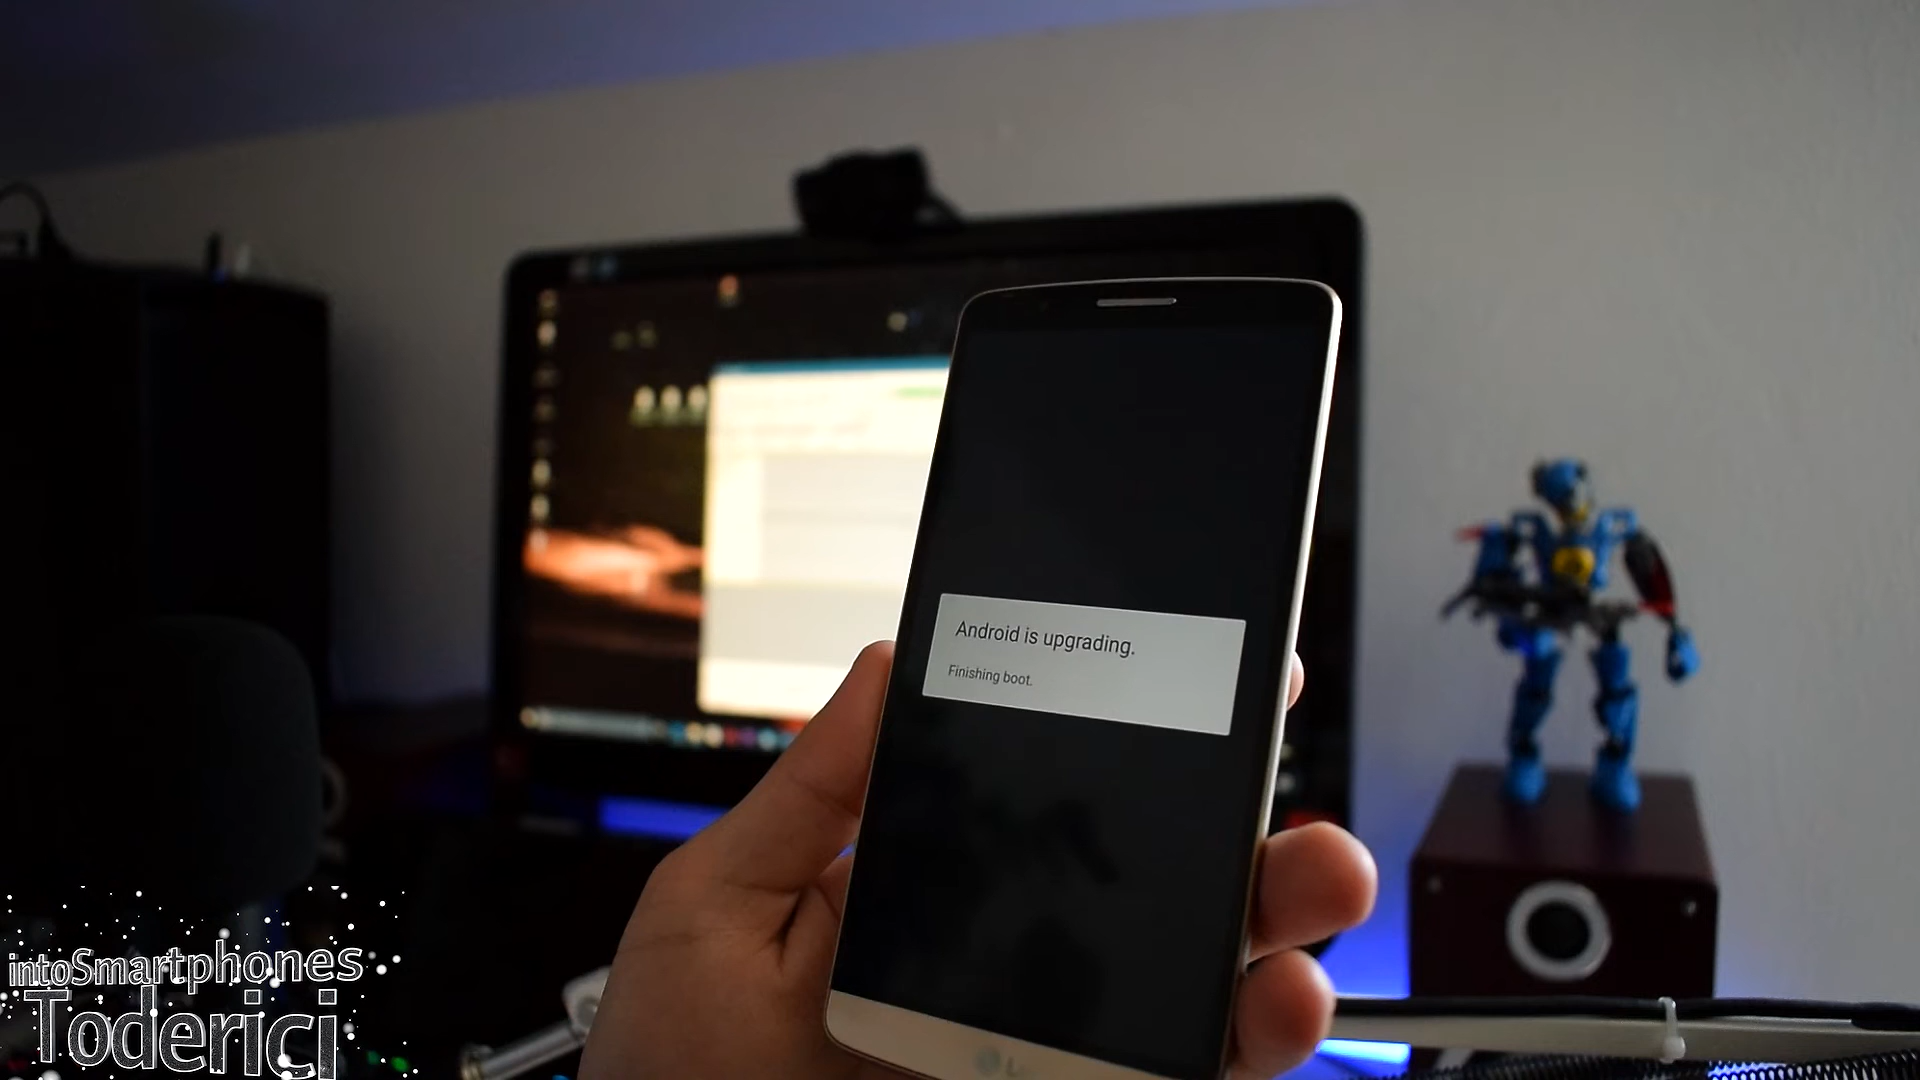 Android is upgrading.
Finishing boot.
intoSmartphones
Toderici